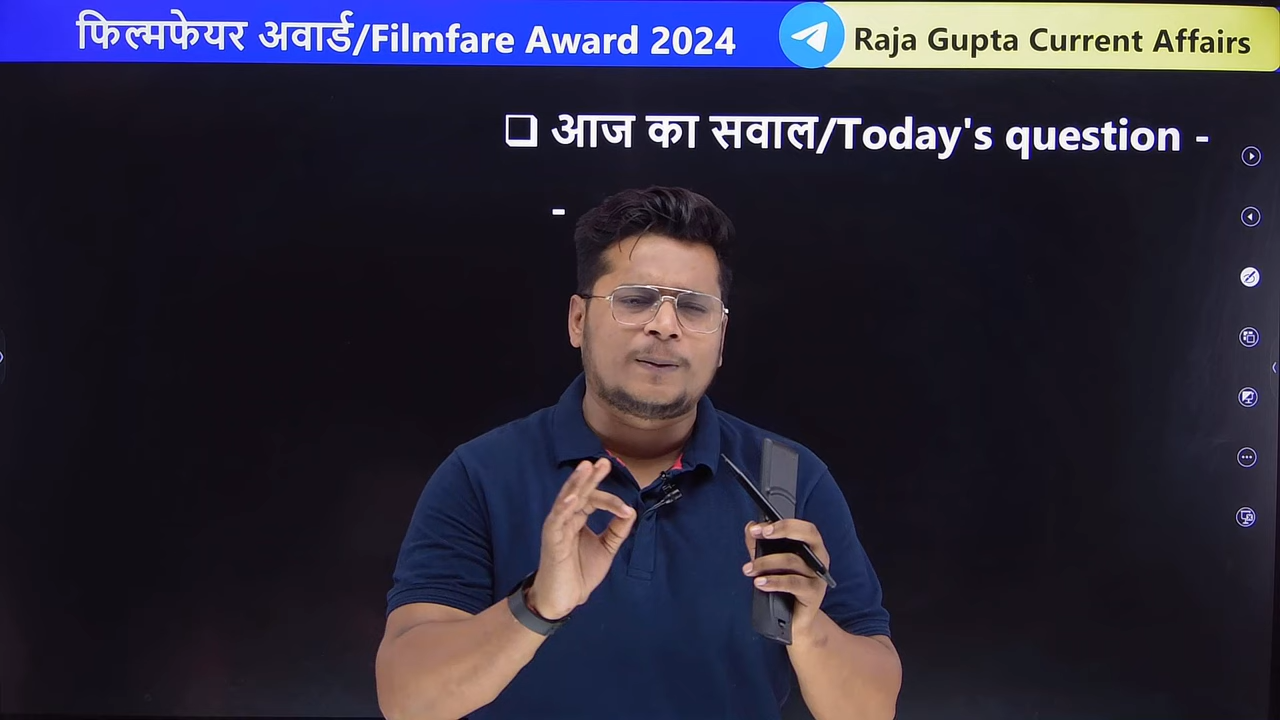 फिल्मफेयर अवार्ड/Filmfare Award 2024
Raja Gupta Current Affairs
❑ आज का सवाल/Today's question -
-